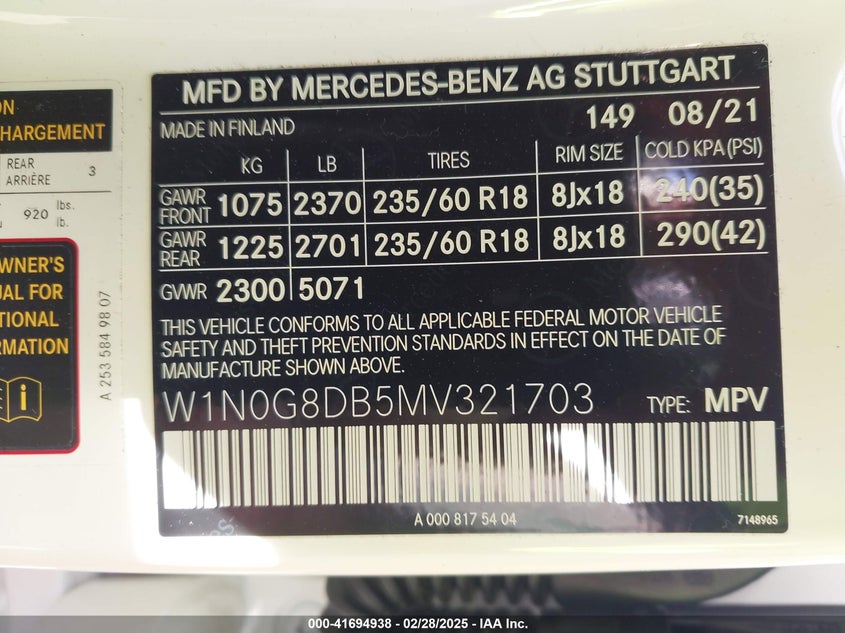 ON
HARGEMENT
REAR
ARRIÈRE 3
920 lbs.
lb.
WNER'S
UAL FOR
TIONAL
RMATION
i
A 253 584 98 07
MFD BY MERCEDES-BENZ AG STUTTGART
MADE IN FINLAND 149 08/21
KG LB TIRES RIM SIZE COLD KPA(PSI)
GAWR FRONT 1075 2370 235/60 R18 8Jx18 240(35)
GAWR REAR 1225 2701 235/60 R18 8Jx18 290(42)
GVWR 2300 5071
THIS VEHICLE CONFORMS TO ALL APPLICABLE FEDERAL MOTOR VEHICLE
SAFETY AND THEFT PREVENTION STANDARDS IN EFFECT ON THE DATE OF
MANUFACTURE SHOWN ABOVE.
W1N0G8DB5MV321703 TYPE: MPV
A 000 817 54 04
7148965
000-41694938 - 02/28/2025 - IAA Inc.